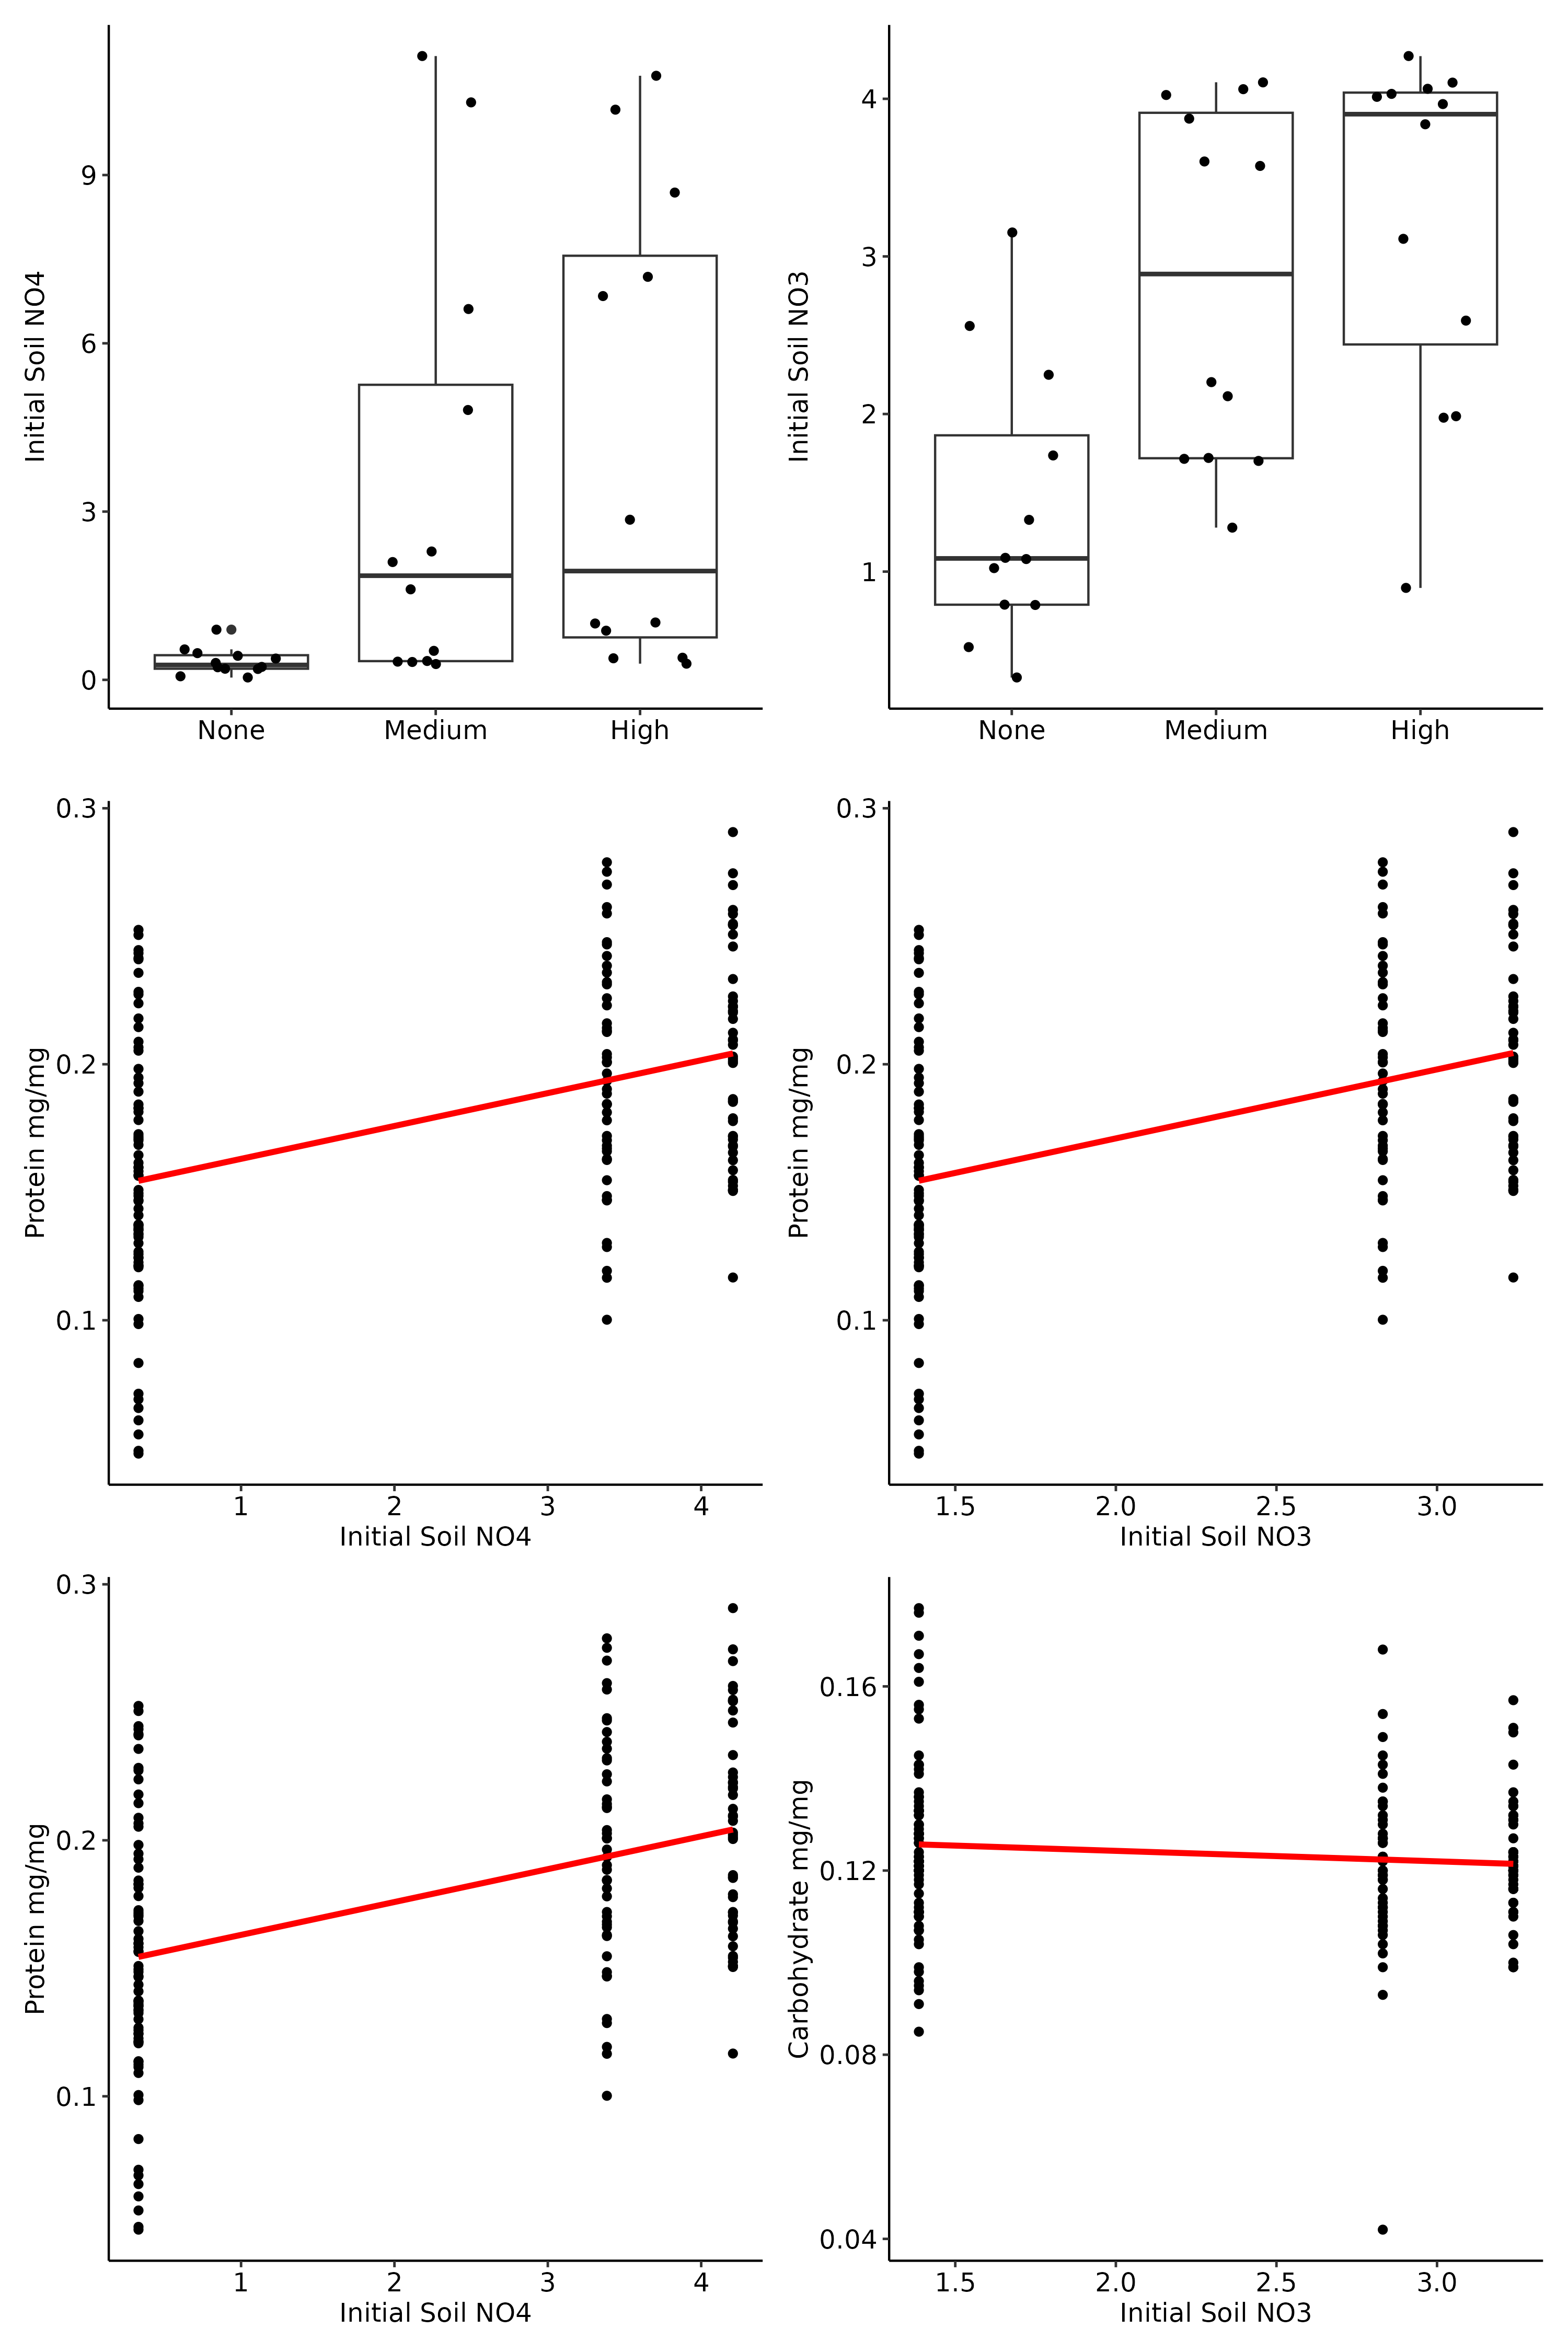 Initial Soil NO4
9
6
3
0
None Medium High
Initial Soil NO3
4
3
2
1
None Medium High
Protein mg/mg
0.3
0.2
0.1
1 2 3 4
Initial Soil NO4
Protein mg/mg
0.3
0.2
0.1
1.5 2.0 2.5 3.0
Initial Soil NO3
Protein mg/mg
0.3
0.2
0.1
1 2 3 4
Initial Soil NO4
Carbohydrate mg/mg
0.16
0.12
0.08
0.04
1.5 2.0 2.5 3.0
Initial Soil NO3